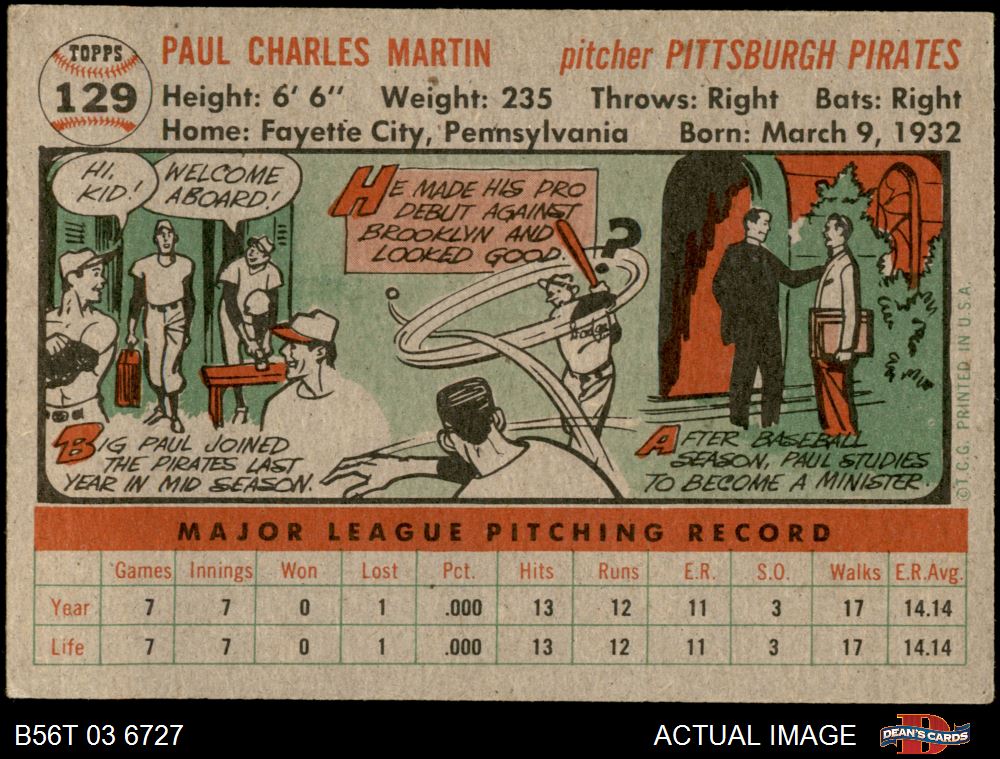 TOPPS
129
PAUL CHARLES MARTIN pitcher PITTSBURGH PIRATES
Height: 6' 6" Weight: 235 Throws: Right Bats: Right
Home: Fayette City, Pennsylvania Born: March 9, 1932
HI,
KID!
WELCOME
ABOARD!
HE MADE HIS PRO
DEBUT AGAINST
BROOKLYN AND
LOOKED GOOD.
?
Dodgers
BIG PAUL JOINED
THE PIRATES LAST
YEAR IN MID SEASON.
AFTER BASEBALL
SEASON, PAUL STUDIES
TO BECOME A MINISTER.
©T.C.G. PRINTED IN U.S.A.
MAJOR LEAGUE PITCHING RECORD
Games Innings Won Lost Pct. Hits Runs E.R. S.O. Walks E.R.Avg.
Year 7 7 0 1 .000 13 12 11 3 17 14.14
Life 7 7 0 1 .000 13 12 11 3 17 14.14
B56T 03 6727 ACTUAL IMAGE
D
DEAN'S CARDS